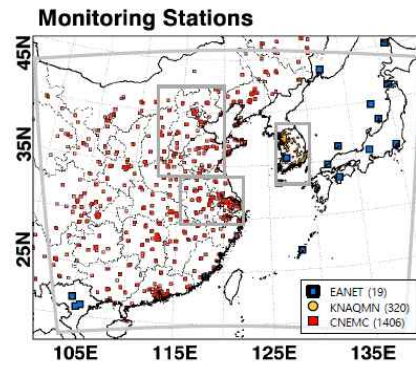 Monitoring Stations
45N
35N
25N
EANET (19)
KNAQMN (320)
CNEMC (1406)
105E
115E
125E
135E